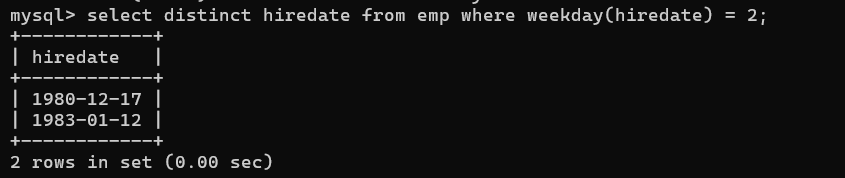 mysql> select distinct hiredate from emp where weekday(hiredate) = 2;
+------------+
| hiredate   |
+------------+
| 1980-12-17 |
| 1983-01-12 |
+------------+
2 rows in set (0.00 sec)